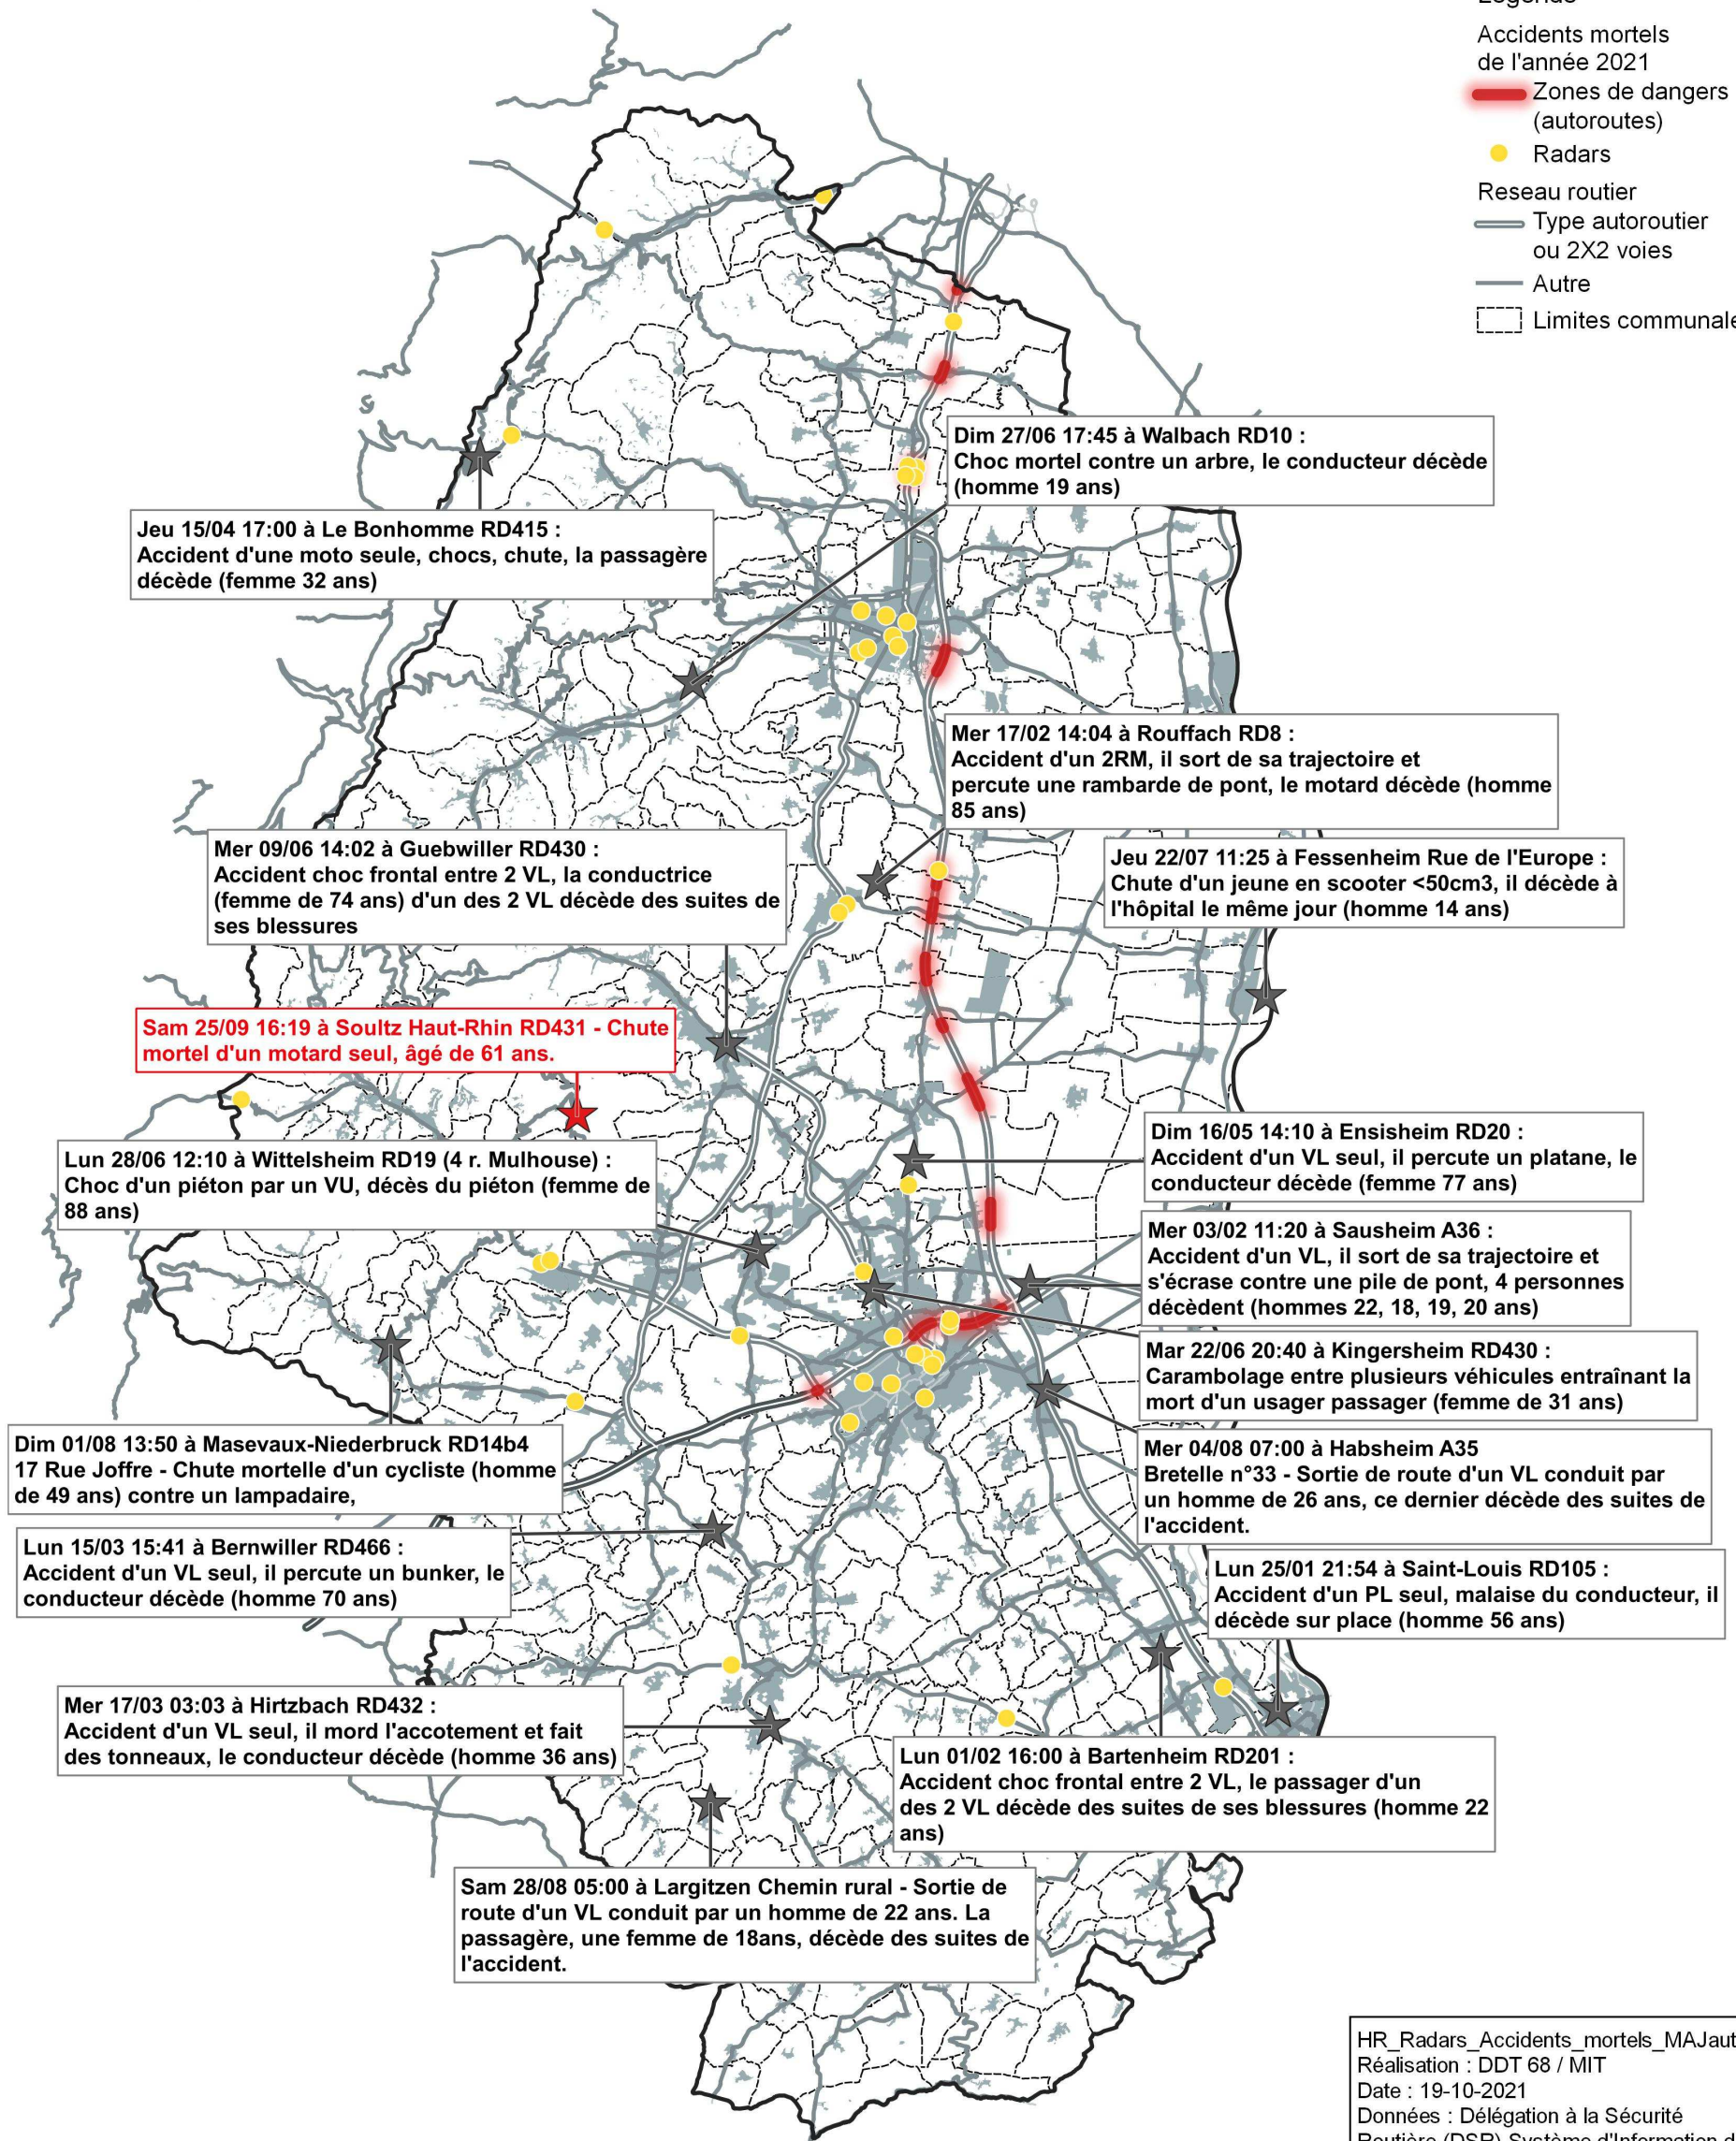 Légende
Accidents mortels
de l'année 2021
Zones de dangers
(autoroutes)
Radars
Reseau routier
Type autoroutier
ou 2X2 voies
Autre
Limites communale
Dim 27/06 17:45 à Walbach RD10 :
Choc mortel contre un arbre, le conducteur décède
(homme 19 ans)
Jeu 15/04 17:00 à Le Bonhomme RD415 :
Accident d'une moto seule, chocs, chute, la passagère
décède (femme 32 ans)
Mer 17/02 14:04 à Rouffach RD8 :
Accident d'un 2RM, il sort de sa trajectoire et
percute une rambarde de pont, le motard décède (homme
85 ans)
Mer 09/06 14:02 à Guebwiller RD430 :
Accident choc frontal entre 2 VL, la conductrice
(femme de 74 ans) d'un des 2 VL décède des suites de
ses blessures
Jeu 22/07 11:25 à Fessenheim Rue de l'Europe :
Chute d'un jeune en scooter <50cm3, il décède à
l'hôpital le même jour (homme 14 ans)
Sam 25/09 16:19 à Soultz Haut-Rhin RD431 - Chute
mortel d'un motard seul, âgé de 61 ans.
Lun 28/06 12:10 à Wittelsheim RD19 (4 r. Mulhouse) :
Choc d'un piéton par un VU, décès du piéton (femme de
88 ans)
Dim 16/05 14:10 à Ensisheim RD20 :
Accident d'un VL seul, il percute un platane, le
conducteur décède (femme 77 ans)
Mer 03/02 11:20 à Sausheim A36 :
Accident d'un VL, il sort de sa trajectoire et
s'écrase contre une pile de pont, 4 personnes
décèdent (hommes 22, 18, 19, 20 ans)
Mar 22/06 20:40 à Kingersheim RD430 :
Carambolage entre plusieurs véhicules entraînant la
mort d'un usager passager (femme de 31 ans)
Dim 01/08 13:50 à Masevaux-Niederbruck RD14b4
17 Rue Joffre - Chute mortelle d'un cycliste (homme
de 49 ans) contre un lampadaire,
Mer 04/08 07:00 à Habsheim A35
Bretelle n°33 - Sortie de route d'un VL conduit par
un homme de 26 ans, ce dernier décède des suites de
l'accident.
Lun 15/03 15:41 à Bernwiller RD466 :
Accident d'un VL seul, il percute un bunker, le
conducteur décède (homme 70 ans)
Lun 25/01 21:54 à Saint-Louis RD105 :
Accident d'un PL seul, malaise du conducteur, il
décède sur place (homme 56 ans)
Mer 17/03 03:03 à Hirtzbach RD432 :
Accident d'un VL seul, il mord l'accotement et fait
des tonneaux, le conducteur décède (homme 36 ans)
Lun 01/02 16:00 à Bartenheim RD201 :
Accident choc frontal entre 2 VL, le passager d'un
des 2 VL décède des suites de ses blessures (homme 22
ans)
Sam 28/08 05:00 à Largitzen Chemin rural - Sortie de
route d'un VL conduit par un homme de 22 ans. La
passagère, une femme de 18ans, décède des suites de
l'accident.
HR_Radars_Accidents_mortels_MAJaut
Réalisation : DDT 68 / MIT
Date : 19-10-2021
Données : Délégation à la Sécurité
Routière (DSR) Système d'Information d